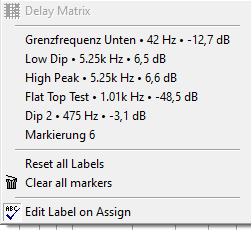 Delay Matrix
Grenzfrequenz Unten • 42 Hz • -12,7 dB
Low Dip • 5.25k Hz • 6,5 dB
High Peak • 5.25k Hz • 6,6 dB
Flat Top Test • 1.01k Hz • -48,5 dB
Dip 2 • 475 Hz • -3,1 dB
Markierung 6
Reset all Labels
Clear all markers
ABC Edit Label on Assign